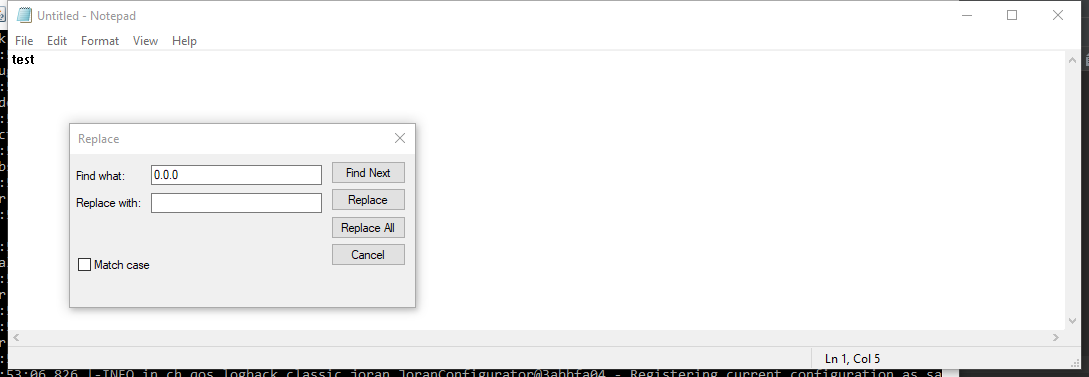 Untitled - Notepad
File Edit Format View Help
test
Replace
Find what: 0.0.0 Find Next
Replace with: Replace
Replace All
Cancel
Match case
Ln 1, Col 5
:53:06,826 |-INFO in ch.qos.logback.classic.joran.JoranConfigurator@3abbfa04 - Registering current configuration as sa